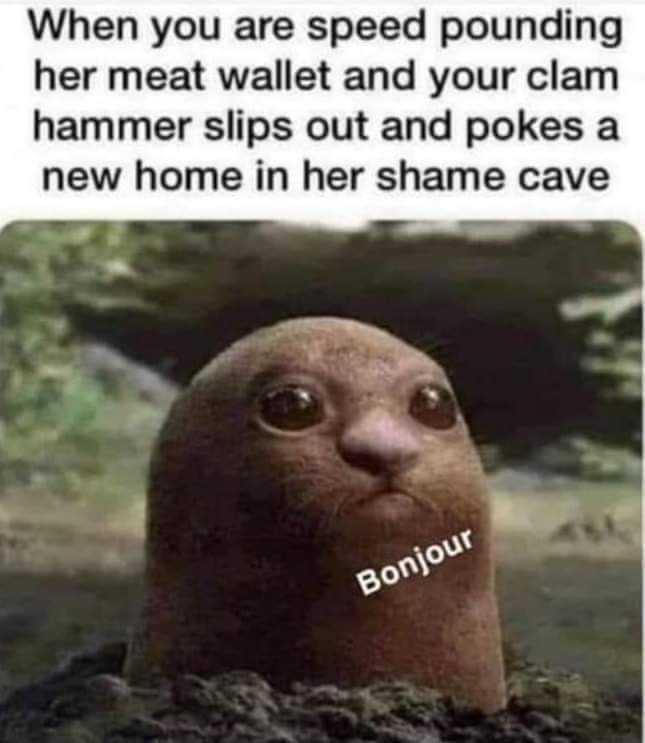 When you are speed pounding
her meat wallet and your clam
hammer slips out and pokes a
new home in her shame cave
Bonjour